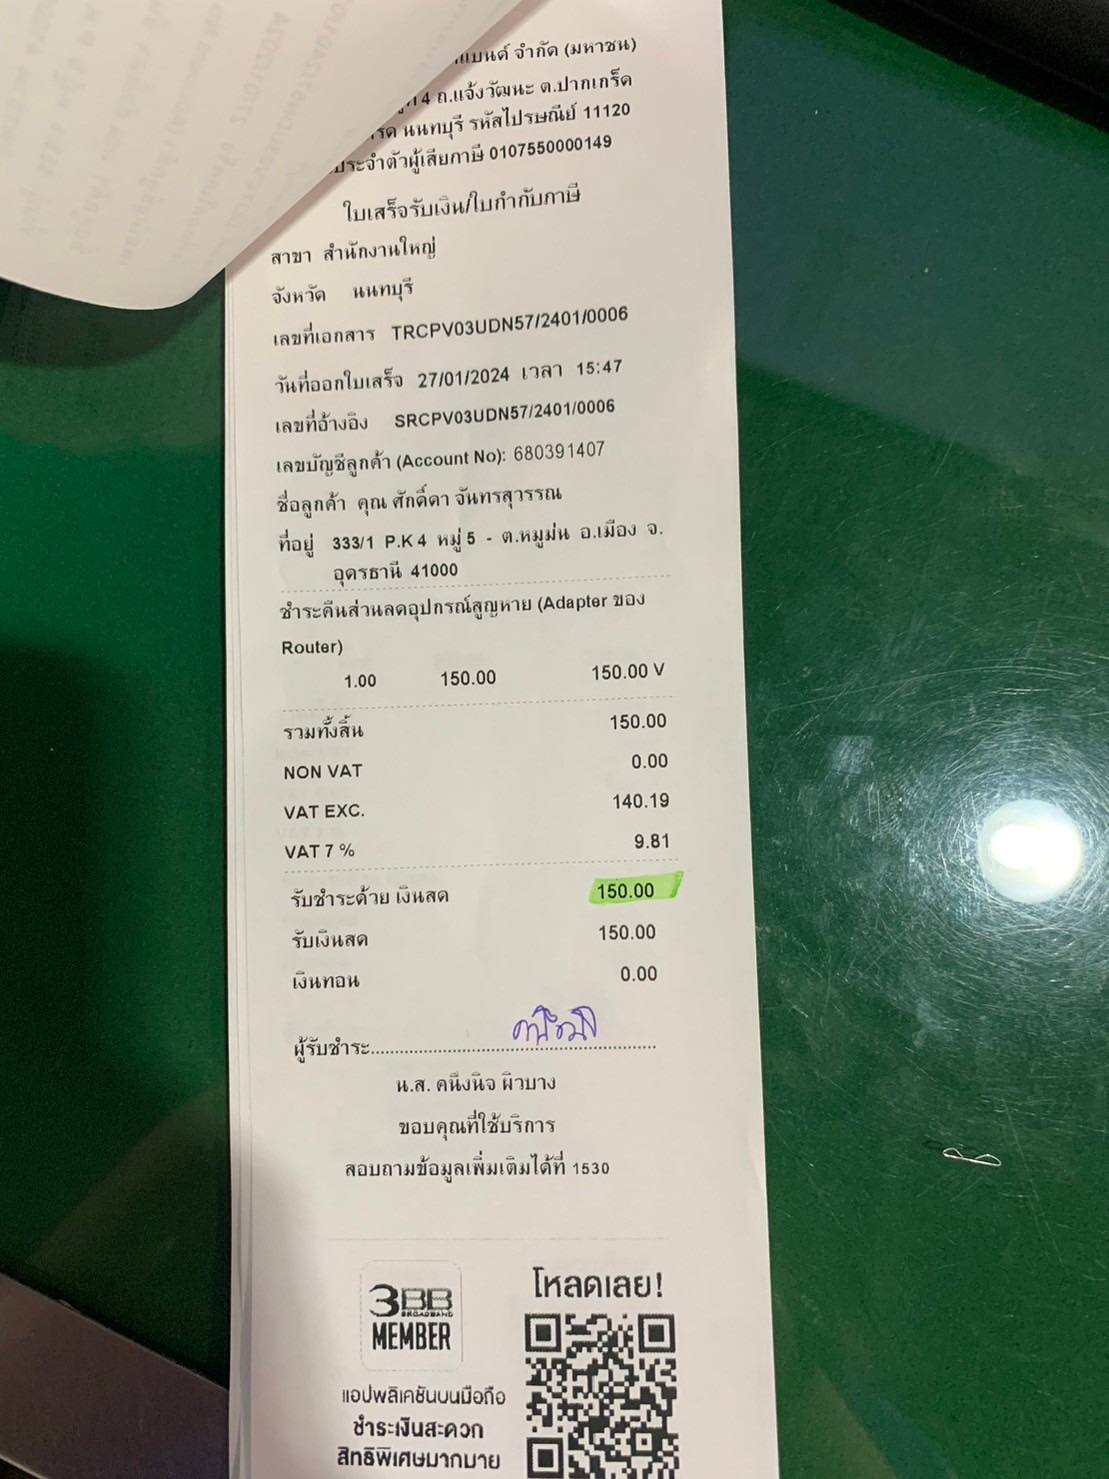 แบนด์ จำกัด (มหาชน)
4 ถ.แจ้งวัฒนะ ต.ปากเกร็ด
นนทบุรี รหัสไปรษณีย์ 11120
ประจำตัวผู้เสียภาษี 0107550000149
ใบเสร็จรับเงิน/ใบกำกับภาษี
สาขา สำนักงานใหญ่
จังหวัด นนทบุรี
เลขที่เอกสาร TRCPV03UDN57/2401/0006
วันที่ออกใบเสร็จ 27/01/2024 เวลา 15:47
เลขที่อ้างอิง SRCPV03UDN57/2401/0006
เลขบัญชีลูกค้า (Account No): 680391407
ชื่อลูกค้า คุณ ศักดิ์ดา จันทรสุวรรณ
ที่อยู่ 333/1 P.K 4 หมู่ 5 - ต.หมูม่น อ.เมือง จ.
อุดรธานี 41000
ชำระคืนส่วนลดอุปกรณ์สูญหาย (Adapter ของ
Router)
1.00 150.00 150.00 V
รวมทั้งสิ้น 150.00
NON VAT 0.00
VAT EXC. 140.19
VAT 7 % 9.81
รับชำระด้วย เงินสด 150.00
รับเงินสด 150.00
เงินทอน 0.00
ผู้รับชำระ
น.ส. คนึงนิจ ผิวบาง
ขอบคุณที่ใช้บริการ
สอบถามข้อมูลเพิ่มเติมได้ที่ 1530
โหลดเลย!
3BB
BROADBAND
MEMBER
แอปพลิเคชันบนมือถือ
ชำระเงินสะดวก
สิทธิพิเศษมากมาย